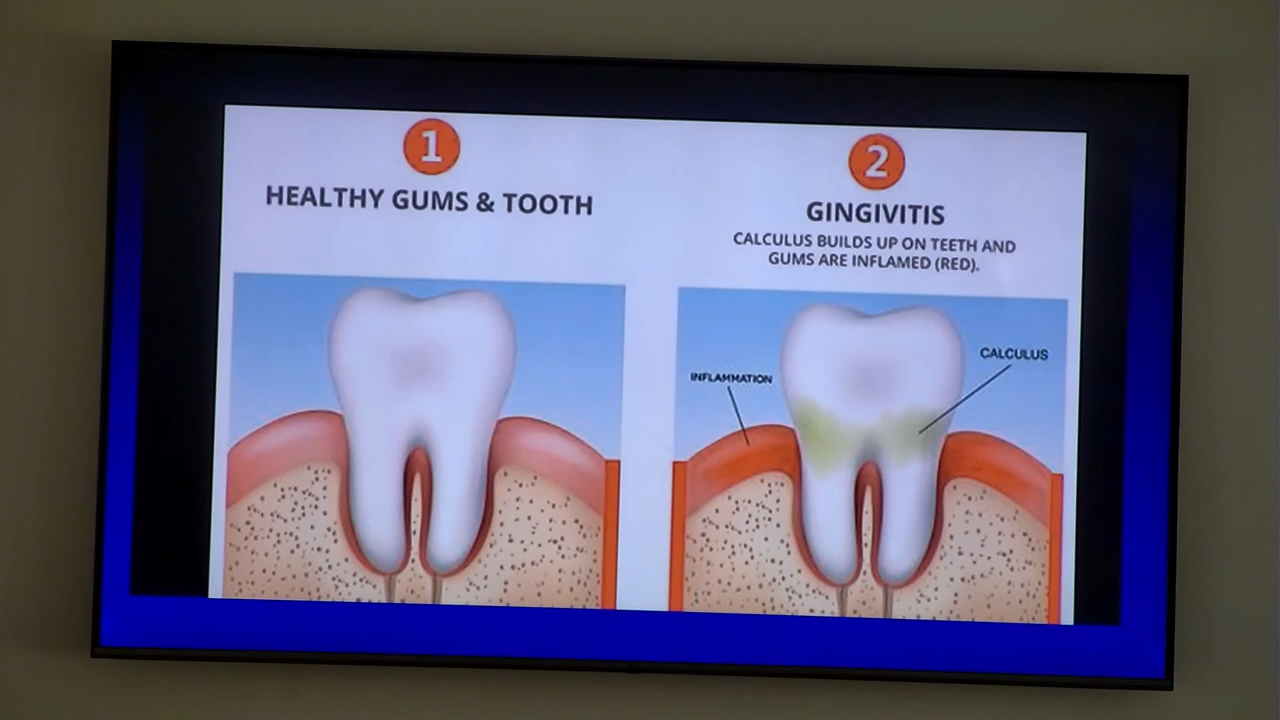 1
HEALTHY GUMS & TOOTH
2
GINGIVITIS
CALCULUS BUILDS UP ON TEETH AND
GUMS ARE INFLAMED (RED).
INFLAMMATION
CALCULUS